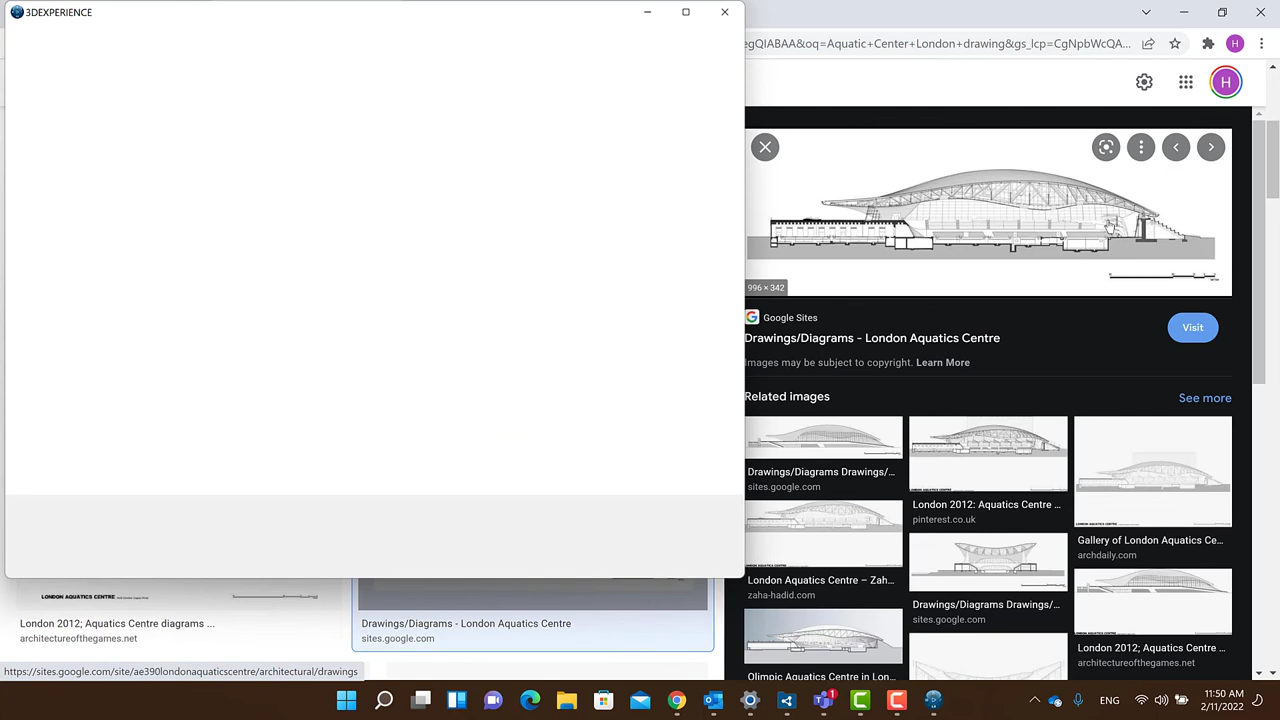 3DEXPERIENCE
egQIABAA&oq=Aquatic+Center+London+drawing&gs_lcp=CgNpbWcQA...
H
H
996 × 342
Google Sites
Visit
Drawings/Diagrams - London Aquatics Centre
Images may be subject to copyright. Learn More
Related images
See more
Drawings/Diagrams Drawings/...
sites.google.com
London 2012: Aquatics Centre ...
pinterest.co.uk
Gallery of London Aquatics Ce...
archdaily.com
London Aquatics Centre – Zah...
zaha-hadid.com
Drawings/Diagrams Drawings/...
sites.google.com
London 2012; Aquatics Centre ...
architectureofthegames.net
Olimpic Aquatics Centre in Lon...
LONDON AQUATICS CENTRE
London 2012; Aquatics Centre diagrams ...
architectureofthegames.net
Drawings/Diagrams - London Aquatics Centre
sites.google.com
https://sites.google.com/site/ae390londonaquaticscentre/architectural/drawings
1
ENG
11:50 AM
2/11/2022